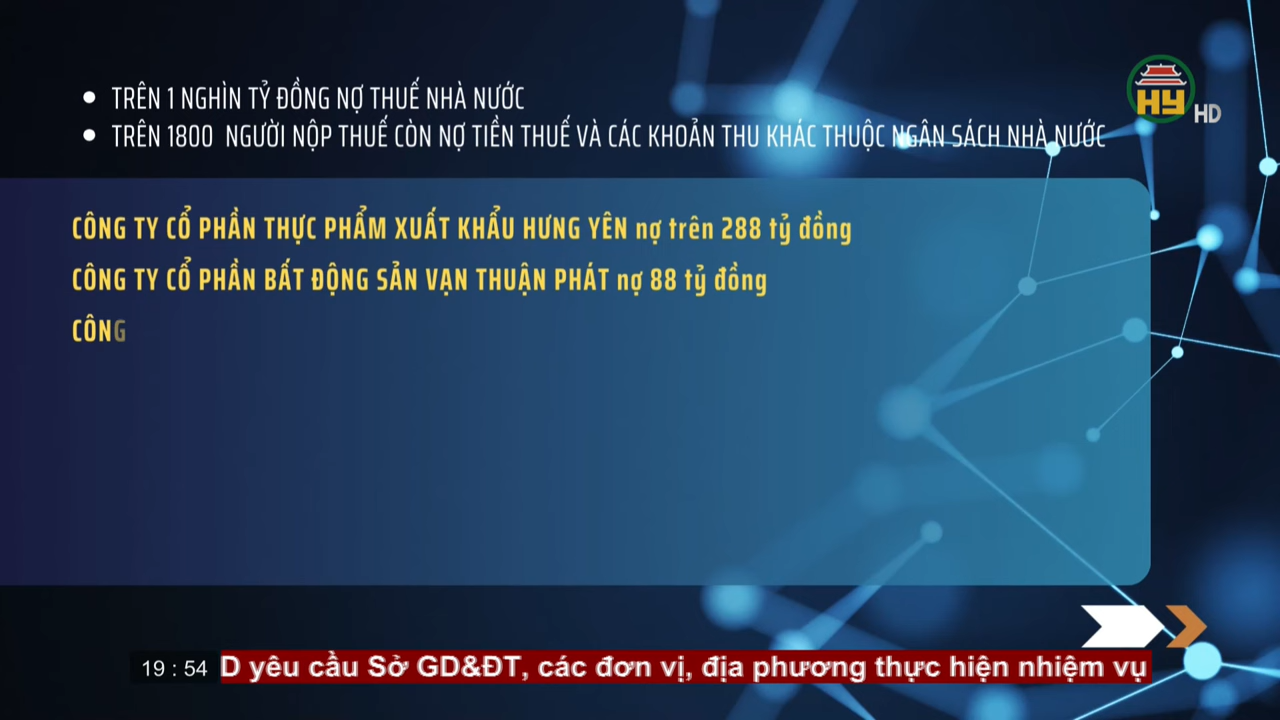 TRÊN 1 NGHÌN TỶ ĐỒNG NỢ THUẾ NHÀ NƯỚC
TRÊN 1800 NGƯỜI NỘP THUẾ CÒN NỢ TIỀN THUẾ VÀ CÁC KHOẢN THU KHÁC THUỘC NGÂN SÁCH NHÀ NƯỚC
HY HD
CÔNG TY CỔ PHẦN THỰC PHẨM XUẤT KHẨU HƯNG YÊN nợ trên 288 tỷ đồng
CÔNG TY CỔ PHẦN BẤT ĐỘNG SẢN VẠN THUẬN PHÁT nợ 88 tỷ đồng
CÔNG
19 : 54 D yêu cầu Sở GD&ĐT, các đơn vị, địa phương thực hiện nhiệm vụ